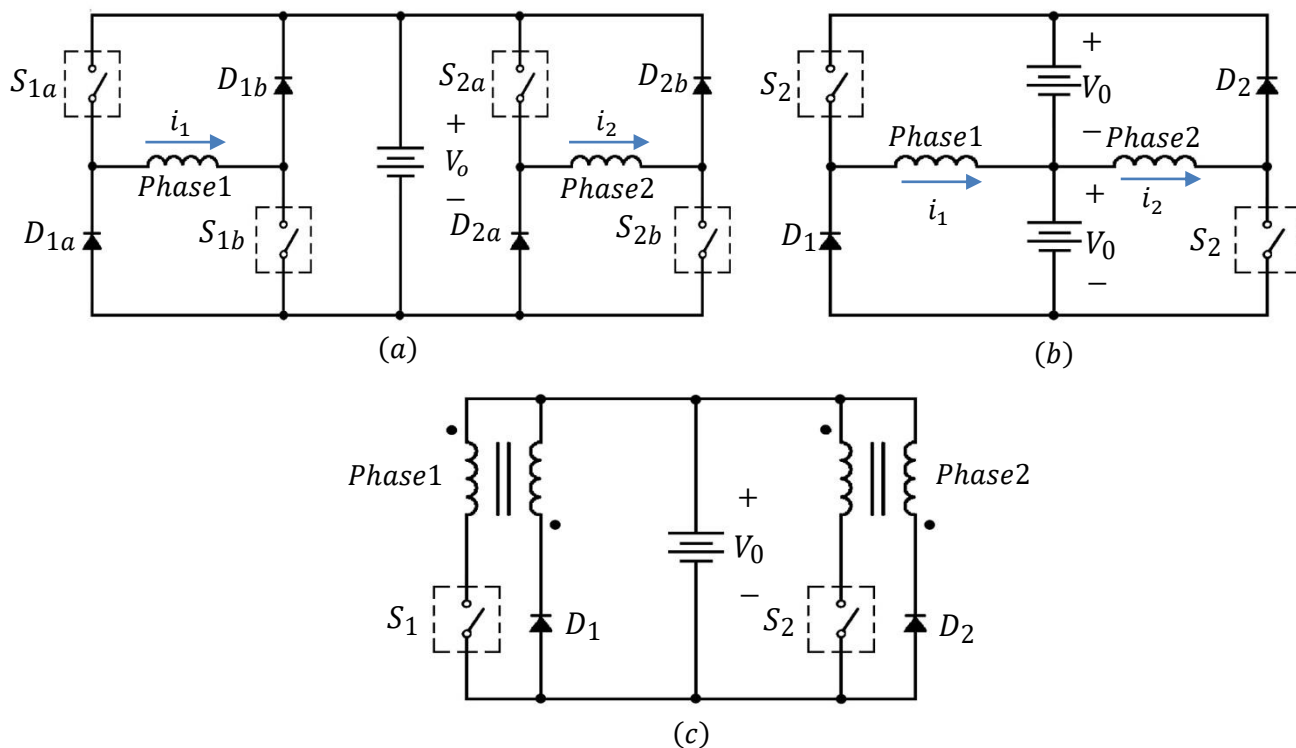 S1a
D1b
i1
Phase1
D1a
S1b
+
Vo
−
S2a
D2b
i2
Phase2
D2a
S2b
(a)
S2
+
V0
−
D2
Phase1
Phase2
i1
i2
D1
+
V0
−
S2
(b)
Phase1
S1
D1
+
V0
−
Phase2
S2
D2
(c)